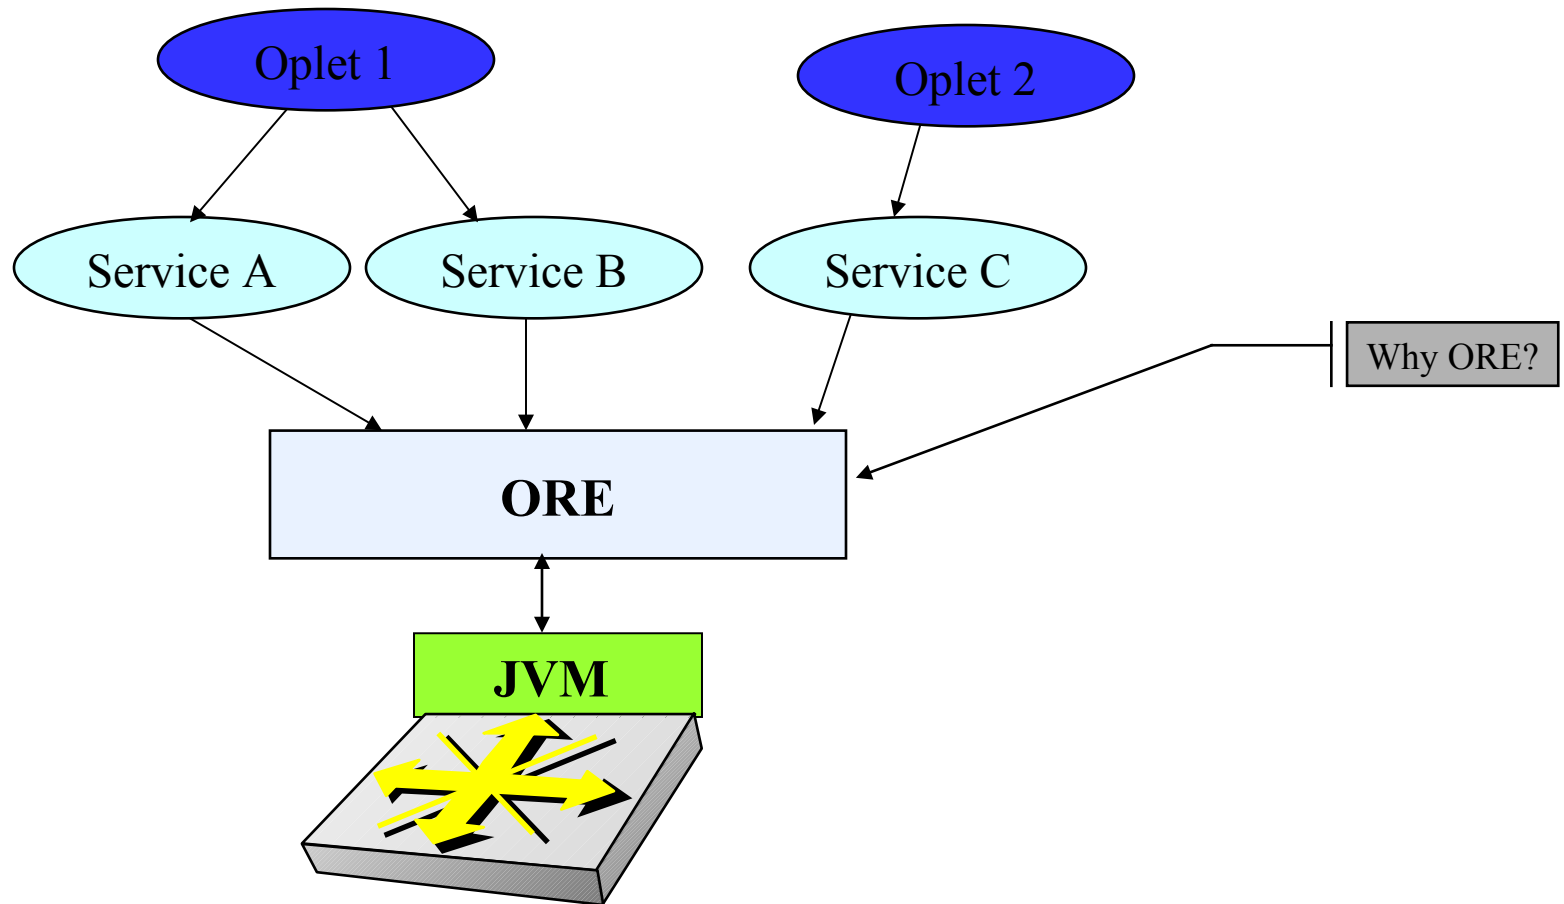 Oplet 1
Oplet 2
Service A
Service B
Service C
Why ORE?
ORE
JVM